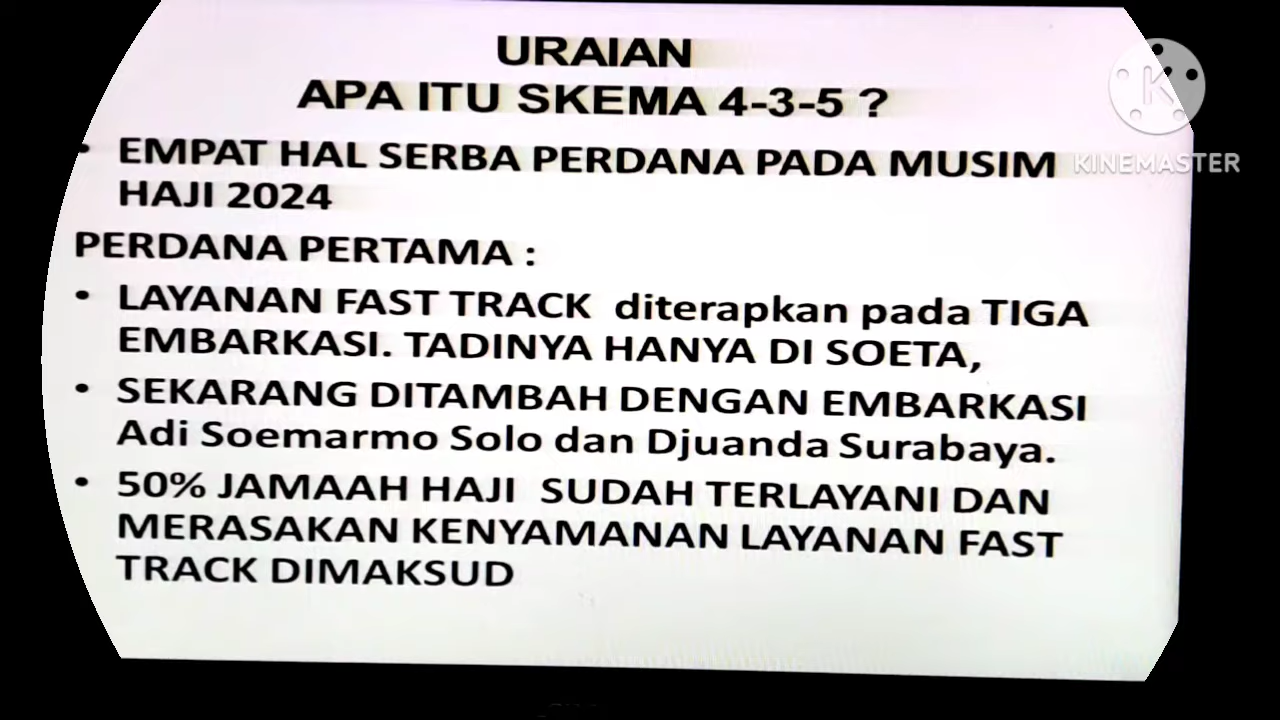 URAIAN
APA ITU SKEMA 4-3-5 ?
• EMPAT HAL SERBA PERDANA PADA MUSIM
HAJI 2024
PERDANA PERTAMA :
• LAYANAN FAST TRACK diterapkan pada TIGA
EMBARKASI. TADINYA HANYA DI SOETA,
• SEKARANG DITAMBAH DENGAN EMBARKASI
Adi Soemarmo Solo dan Djuanda Surabaya.
• 50% JAMAAH HAJI SUDAH TERLAYANI DAN
MERASAKAN KENYAMANAN LAYANAN FAST
TRACK DIMAKSUD
K
KINEMASTER